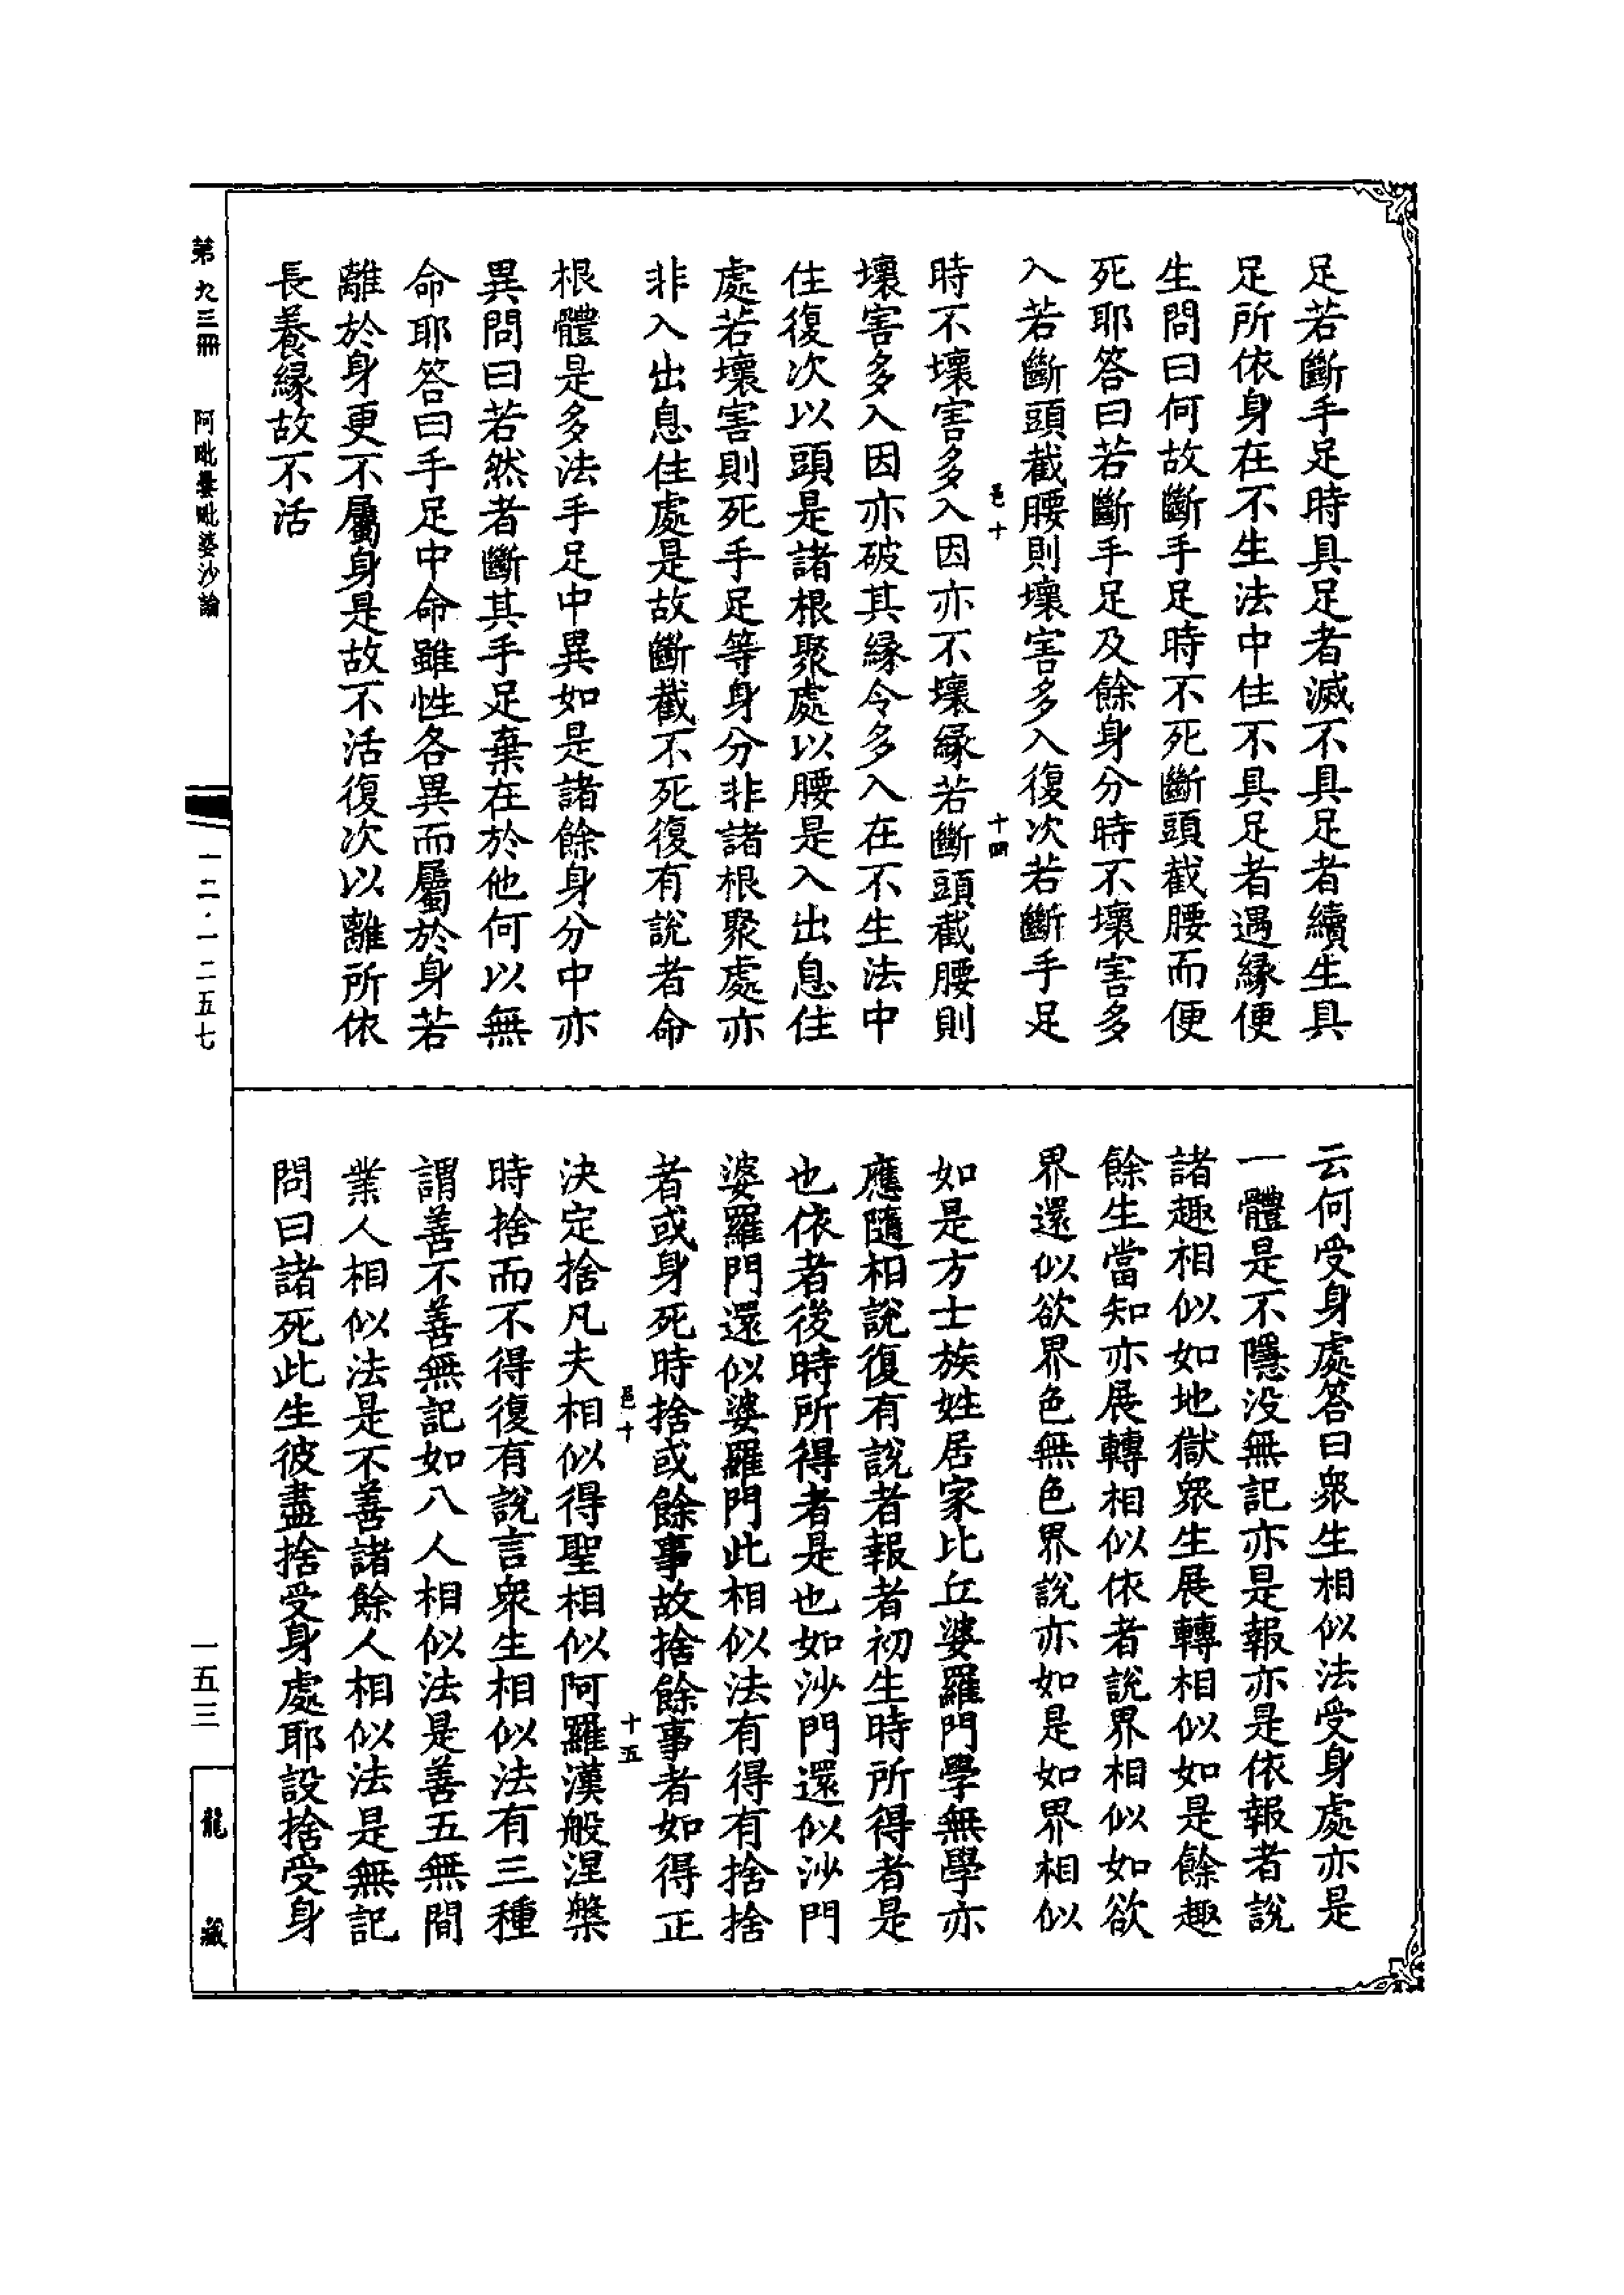 足若斷手足時具足者滅不具足者續生具
足所依身在不生法中住不具足者遇緣便
生問曰何故斷手足時不死斷頭截腰而便
死耶答曰若斷手足及餘身分時不壞害多
入若斷頭截腰則壞害多入復次若斷手足
時不壞害多入因亦不壞緣若斷頭截腰則
邑十
十四
壞害多入因亦破其緣令多入在不生法中
住復次以頭是諸根聚處以腰是入出息住
處若壞害則死手足等身分非諸根聚處亦
非入出息住處是故斷截不死復有說者命
根體是多法手足中異如是諸餘身分中亦
異問曰若然者斷其手足棄在於他何以無
命耶答曰手足中命雖性各異而屬於身若
離於身更不屬身是故不活復次以離所依
長養緣故不活
云何受身處答曰眾生相似法受身處亦是
一體是不隱沒無記亦是報亦是依報者說
諸趣相似如地獄眾生展轉相似如是餘趣
餘生當知亦展轉相似依者說界相似如欲
界還似欲界色無色界說亦如是如界相似
如是方士族姓居家比丘婆羅門學無學亦
應隨相說復有說者報者初生時所得者是
也依者後時所得者是也如沙門還似沙門
婆羅門還似婆羅門此相似法有得有捨捨
者或身死時捨或餘事故捨餘事者如得正
邑十
十五
決定捨凡夫相似得聖相似阿羅漢般涅槃
時捨而不得復有說言眾生相似法有三種
謂善不善無記如八人相似法是善五無間
業人相似法是不善諸餘人相似法是無記
問曰諸死此生彼盡捨受身處耶設捨受身
第九三冊 阿毗曇毗婆沙論
一二·一二五七
一五三
龍藏